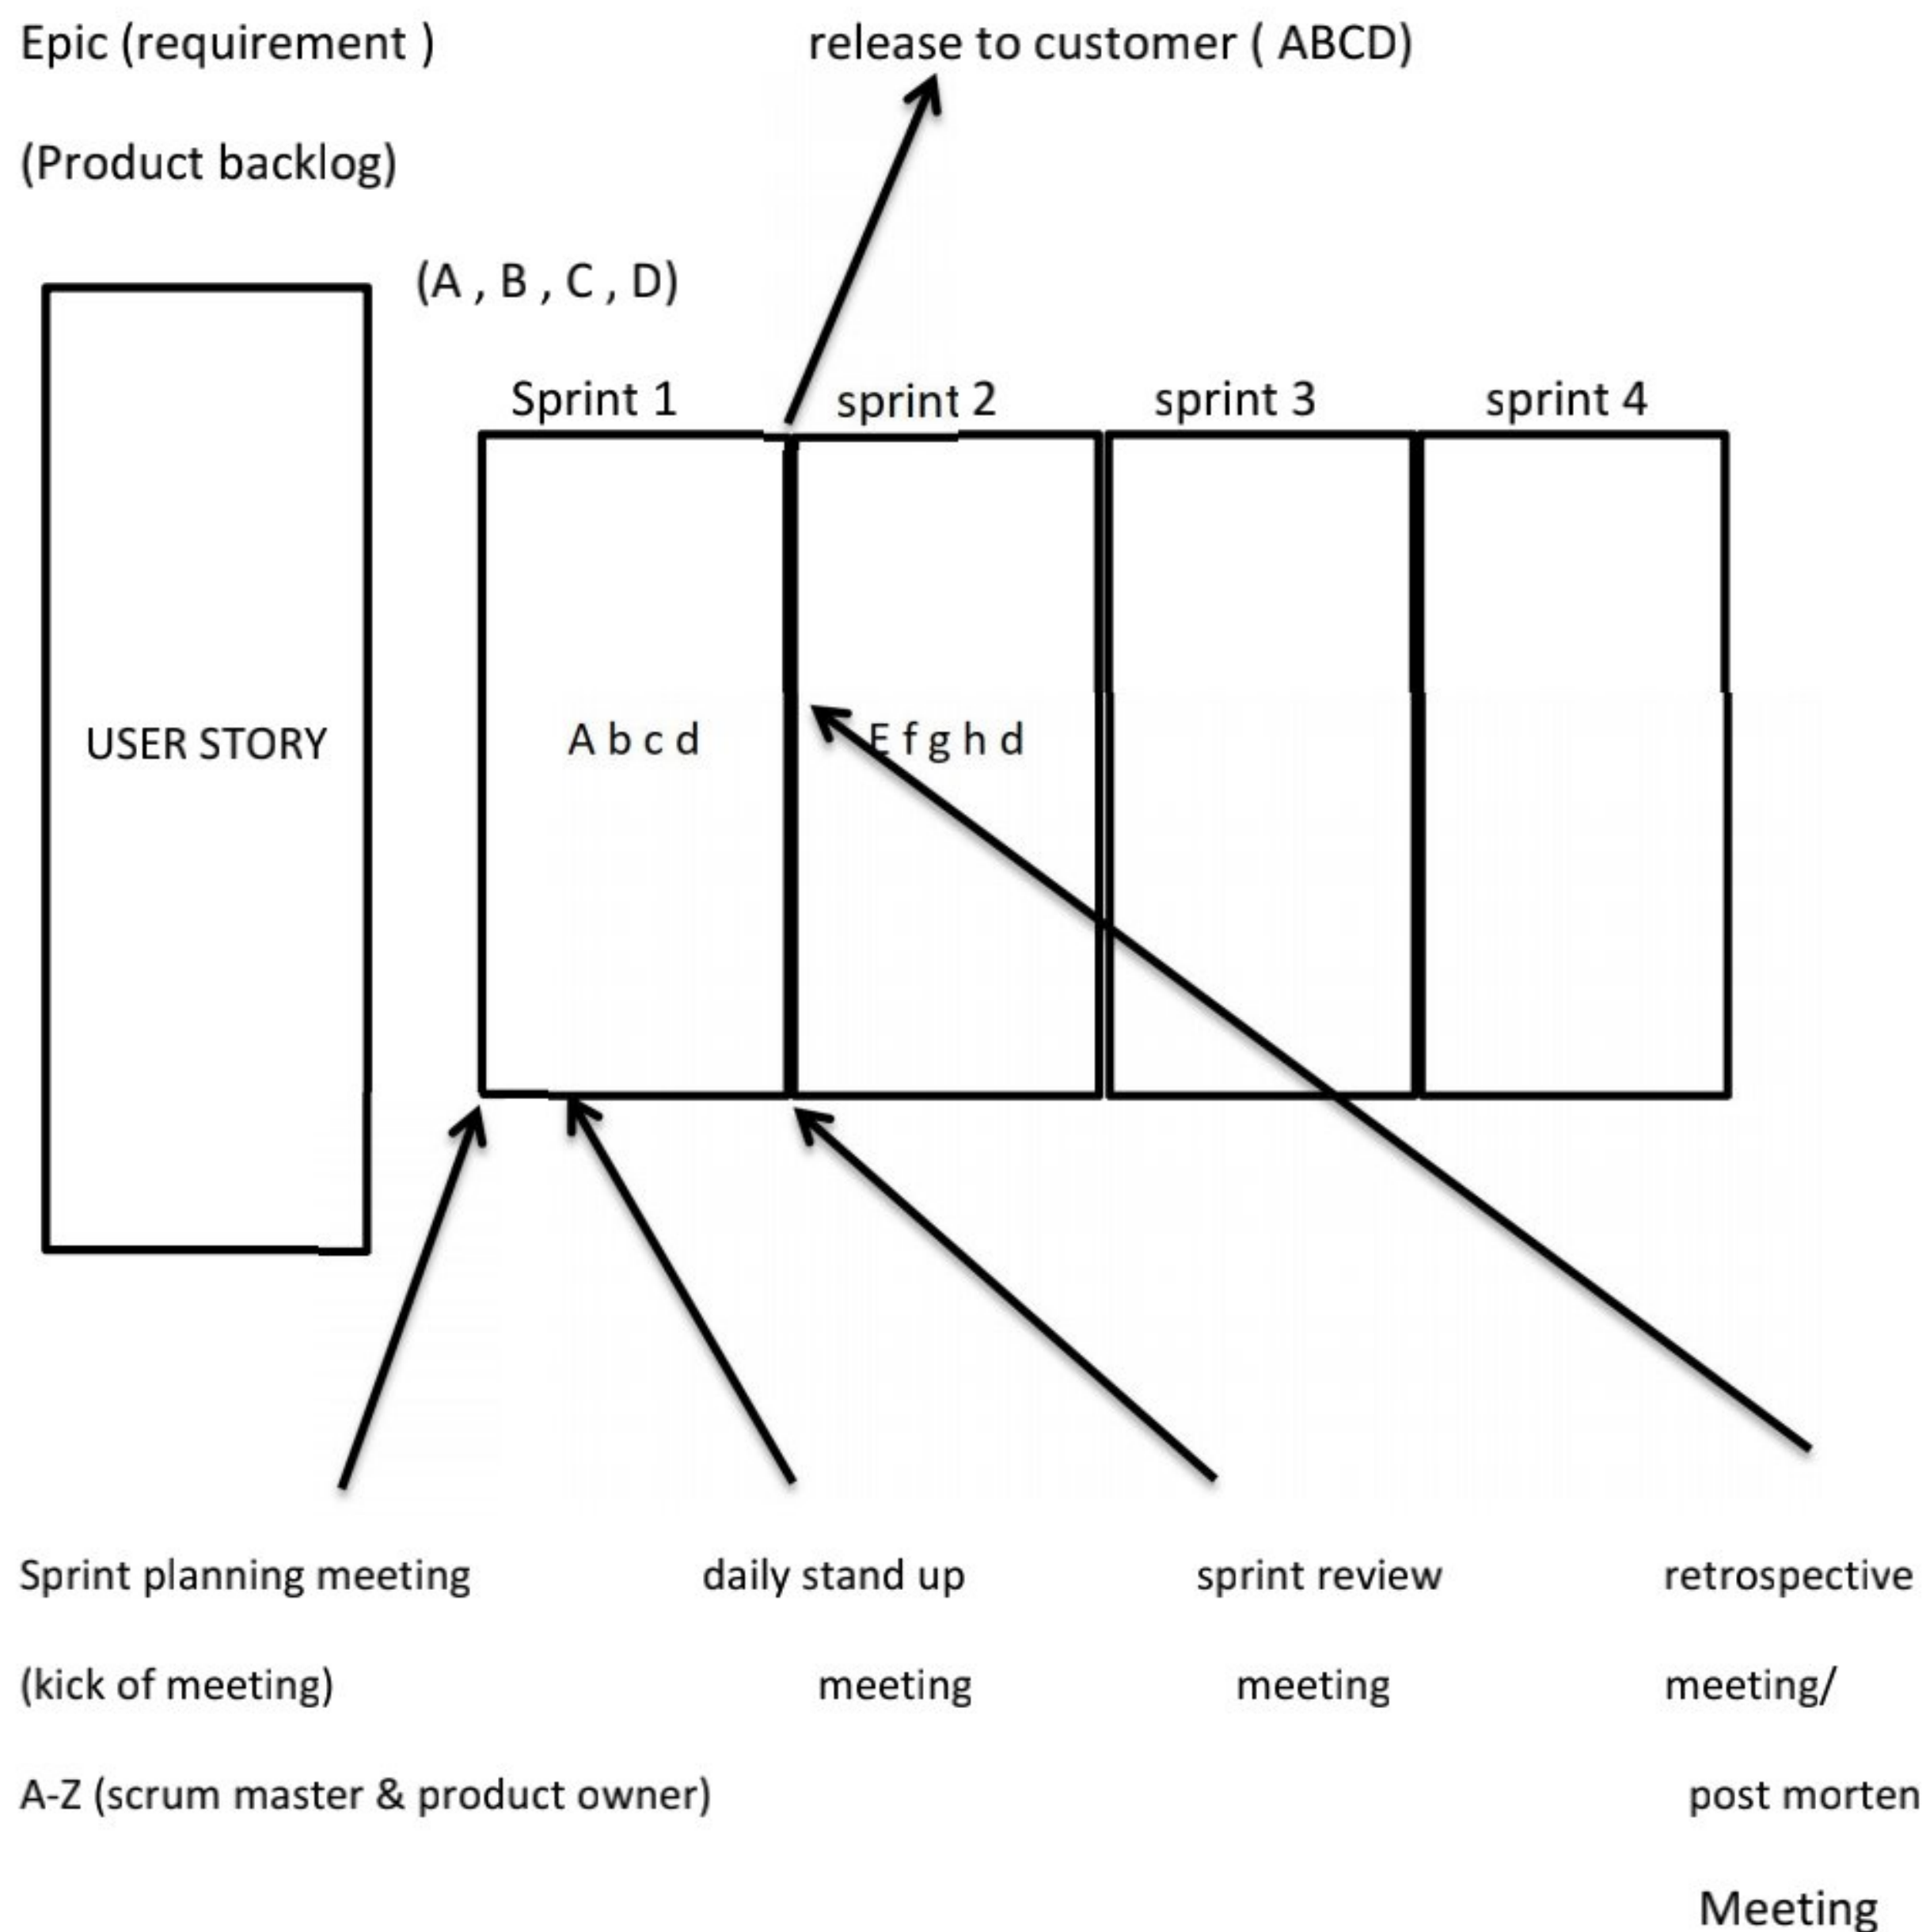 Epic (requirement )
release to customer ( ABCD)
(Product backlog)
(A , B , C , D)
Sprint 1
sprint 2
sprint 3
sprint 4
USER STORY
A b c d
E f g h d
Sprint planning meeting
daily stand up
sprint review
retrospective
(kick of meeting)
meeting
meeting
meeting/
A-Z (scrum master & product owner)
post morten
Meeting